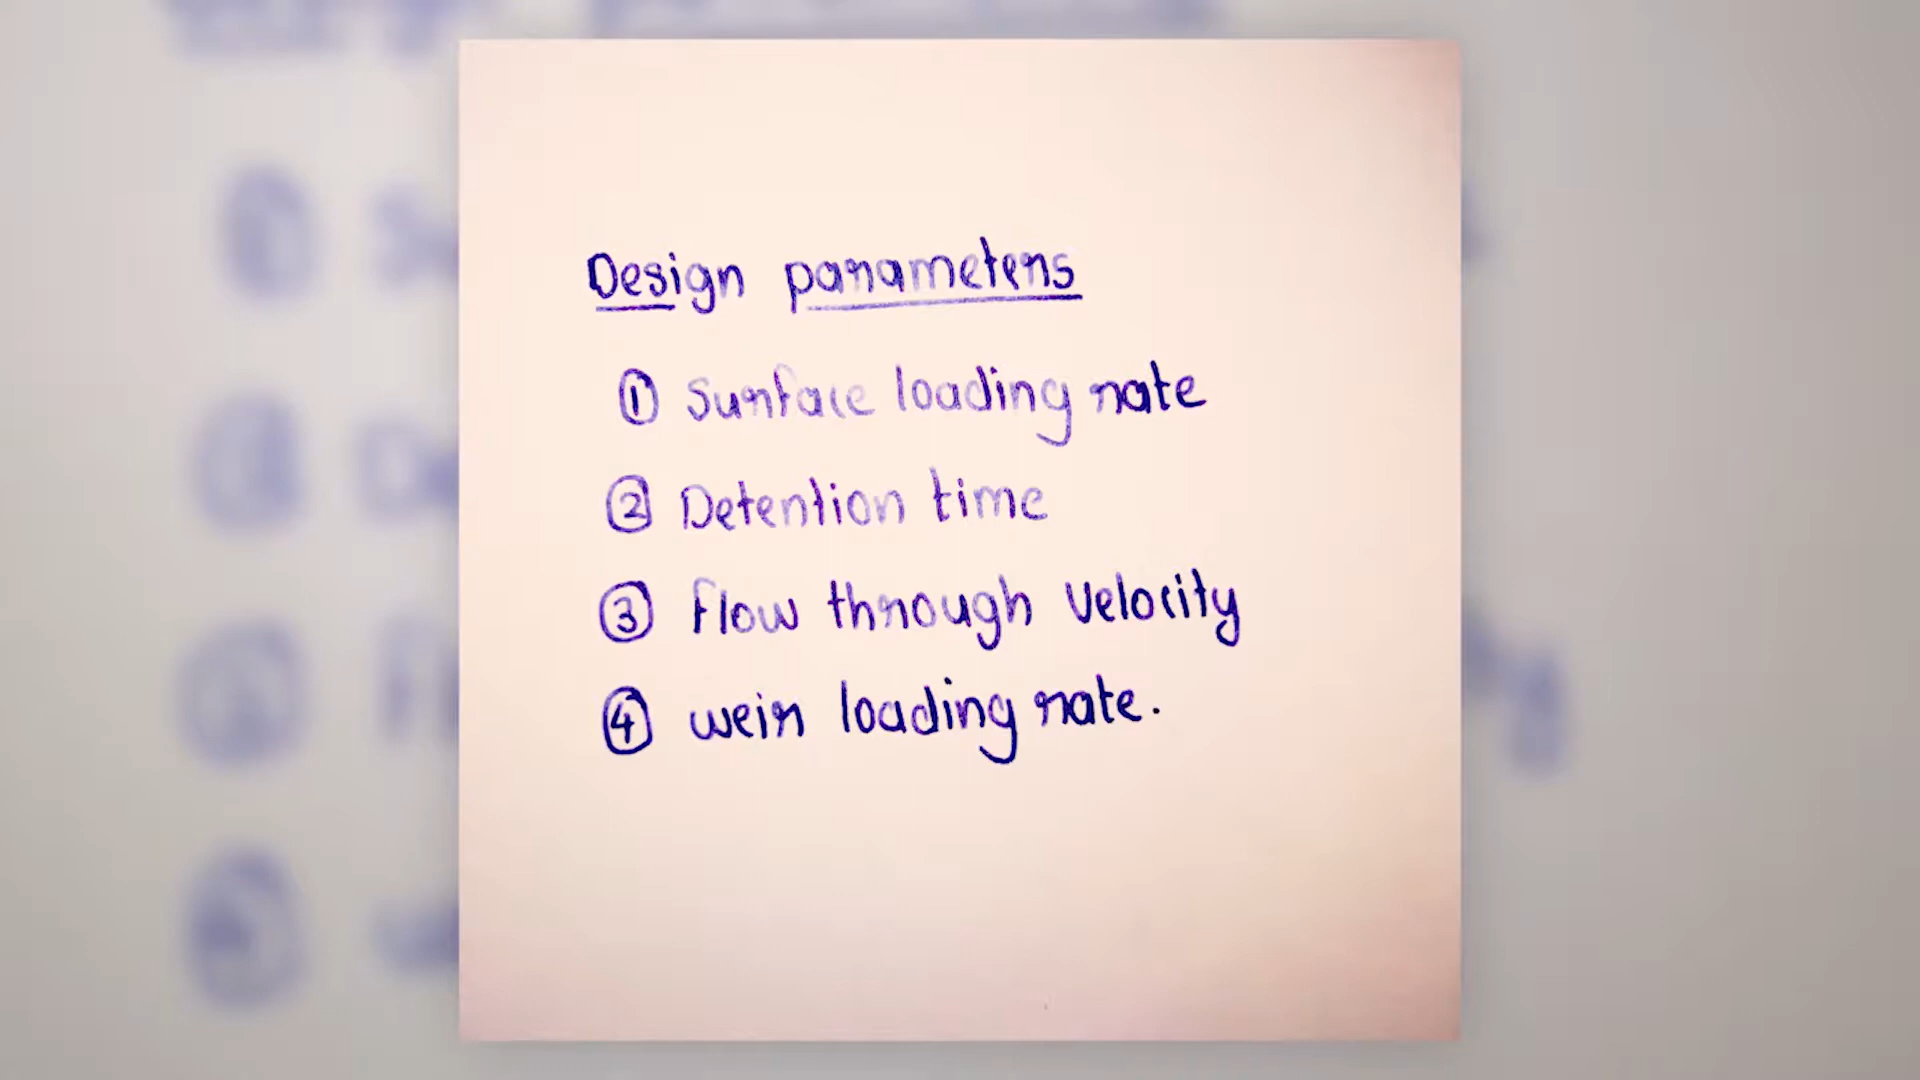 Design parameters
① Surface loading rate
② Detention time
③ flow through Velocity
④ weir loading rate.